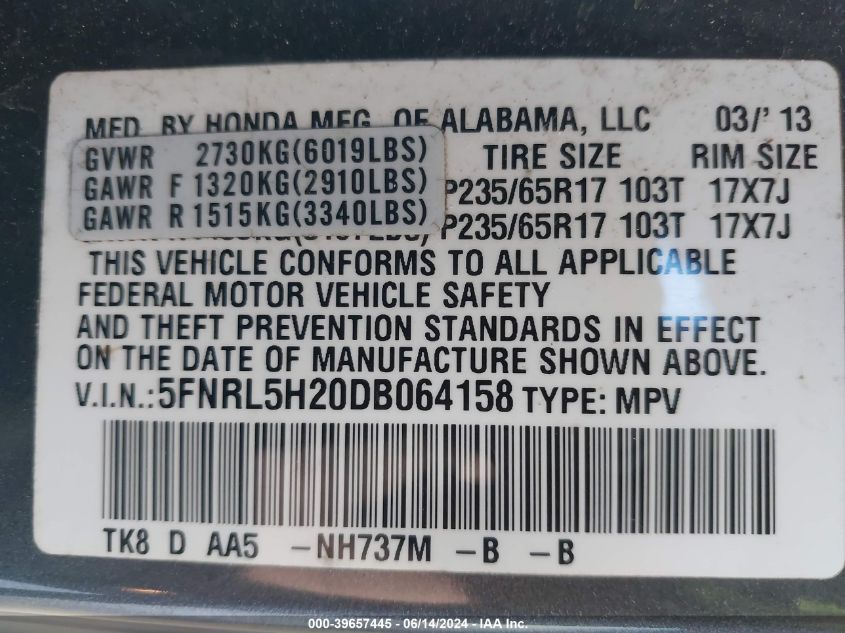 MFD. BY HONDA MFG. OF ALABAMA, LLC 03/'13
GVWR 2730KG(6019LBS) TIRE SIZE RIM SIZE
GAWR F 1320KG(2910LBS) P235/65R17 103T 17X7J
GAWR R 1515KG(3340LBS) P235/65R17 103T 17X7J
THIS VEHICLE CONFORMS TO ALL APPLICABLE
FEDERAL MOTOR VEHICLE SAFETY
AND THEFT PREVENTION STANDARDS IN EFFECT
ON THE DATE OF MANUFACTURE SHOWN ABOVE.
V.I.N.:5FNRL5H20DB064158 TYPE: MPV
TK8 D AA5 -NH737M -B -B
000-39657445 - 06/14/2024 - IAA Inc.